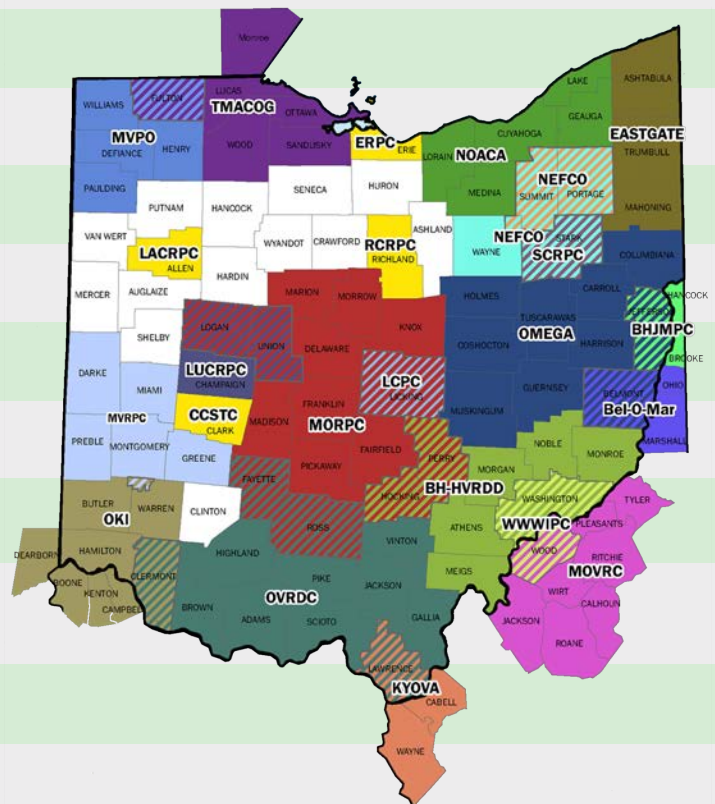 Monroe
WILLIAMS
FULTON
LUCAS
TMACOG
OTTAWA
LAKE
ASHTABULA
GEAUGA
CUYAHOGA
EASTGATE
TRUMBULL
MVPO
DEFIANCE
HENRY
WOOD
SANDUSKY
ERPC
ERIE
LORAIN
NOACA
MEDINA
NEFCO
SUMMIT
PORTAGE
MAHONING
PAULDING
PUTNAM
HANCOCK
SENECA
HURON
VAN WERT
LACRPC
ALLEN
WYANDOT
CRAWFORD
RCRPC
RICHLAND
ASHLAND
WAYNE
NEFCO
STARK
SCRPC
COLUMBIANA
MERCER
AUGLAIZE
HARDIN
MARION
MORROW
HOLMES
CARROLL
HANCOCK
JEFFERSON
BHJMPC
BROOKE
SHELBY
LOGAN
UNION
DELAWARE
KNOX
COSHOCTON
TUSCARAWAS
OMEGA
HARRISON
DARKE
MIAMI
LUCRPC
CHAMPAIGN
LCPC
LICKING
GUERNSEY
BELMONT
Bel-O-Mar
OHIO
MARSHALL
MVRPC
CCSTC
CLARK
MADISON
FRANKLIN
MORPC
MUSKINGUM
PREBLE
MONTGOMERY
GREENE
PICKAWAY
FAIRFIELD
PERRY
MORGAN
NOBLE
MONROE
FAYETTE
HOCKING
BH-HVRDD
WASHINGTON
TYLER
BUTLER
WARREN
OKI
CLINTON
ROSS
ATHENS
WWWIPC
PLEASANTS
DEARBORN
HAMILTON
CLERMONT
HIGHLAND
VINTON
WOOD
RITCHIE
MOVRC
BOONE
KENTON
CAMPBEL
BROWN
PIKE
OVRDC
JACKSON
MEIGS
WIRT
CALHOUN
ADAMS
SCIOTO
GALLIA
JACKSON
ROANE
LAWRENCE
KYOVA
CABELL
WAYNE